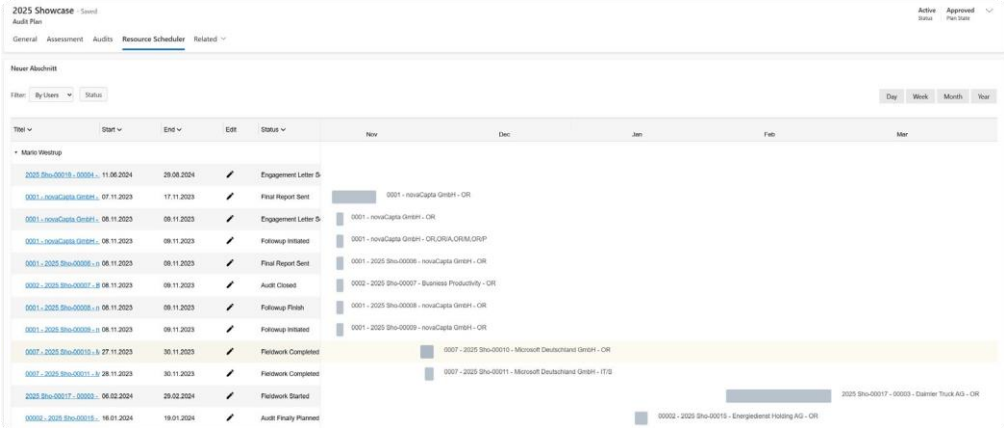 2025 Showcase - Saved
Audit Plan
Active Approved
Status Plan State
General Assessment Audits Resource Scheduler Related
Neuer Abschnitt
Filter: By Users Status
Day Week Month Year
Titel Start End Edit Status Nov Dec Jan Feb Mar
Mario Westrup
2025 Sho-00016 - 00004 - 11.06.2024 29.08.2024 Engagement Letter S
0001 - novaCapta GmbH - 07.11.2023 17.11.2023 Final Report Sent 0001 - novaCapta GmbH - OR
0001 - novaCapta GmbH - 08.11.2023 09.11.2023 Engagement Letter S 0001 - novaCapta GmbH - OR
0001 - novaCapta GmbH - 08.11.2023 09.11.2023 Followup Initiated 0001 - novaCapta GmbH - OR,OR/A,OR/M,OR/P
0001 - 2025 Sho-00006 - n 08.11.2023 09.11.2023 Final Report Sent 0001 - 2025 Sho-00006 - novaCapta GmbH - OR
0002 - 2025 Sho-00007 - B 08.11.2023 09.11.2023 Audit Closed 0002 - 2025 Sho-00007 - Business Productivity - OR
0001 - 2025 Sho-00008 - n 08.11.2023 09.11.2023 Followup Finish 0001 - 2025 Sho-00008 - novaCapta GmbH - OR
0001 - 2025 Sho-00009 - n 08.11.2023 09.11.2023 Followup Initiated 0001 - 2025 Sho-00009 - novaCapta GmbH - OR
0007 - 2025 Sho-00010 - M 27.11.2023 30.11.2023 Fieldwork Completed 0007 - 2025 Sho-00010 - Microsoft Deutschland GmbH - OR
0007 - 2025 Sho-00011 - M 28.11.2023 30.11.2023 Fieldwork Completed 0007 - 2025 Sho-00011 - Microsoft Deutschland GmbH - IT/S
2025 Sho-00017 - 00003 - 06.02.2024 29.02.2024 Fieldwork Started 2025 Sho-00017 - 00003 - Daimler Truck AG - OR
00002 - 2025 Sho-00015 - 16.01.2024 19.01.2024 Audit Finally Planned 00002 - 2025 Sho-00015 - Energiedienst Holding AG - OR